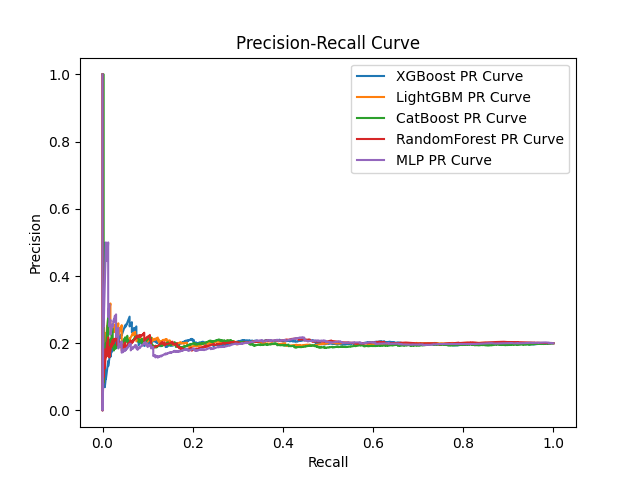 Precision-Recall Curve
XGBoost PR Curve
LightGBM PR Curve
CatBoost PR Curve
RandomForest PR Curve
MLP PR Curve
Precision
1.0
0.8
0.6
0.4
0.2
0.0
0.0 0.2 0.4 0.6 0.8 1.0
Recall